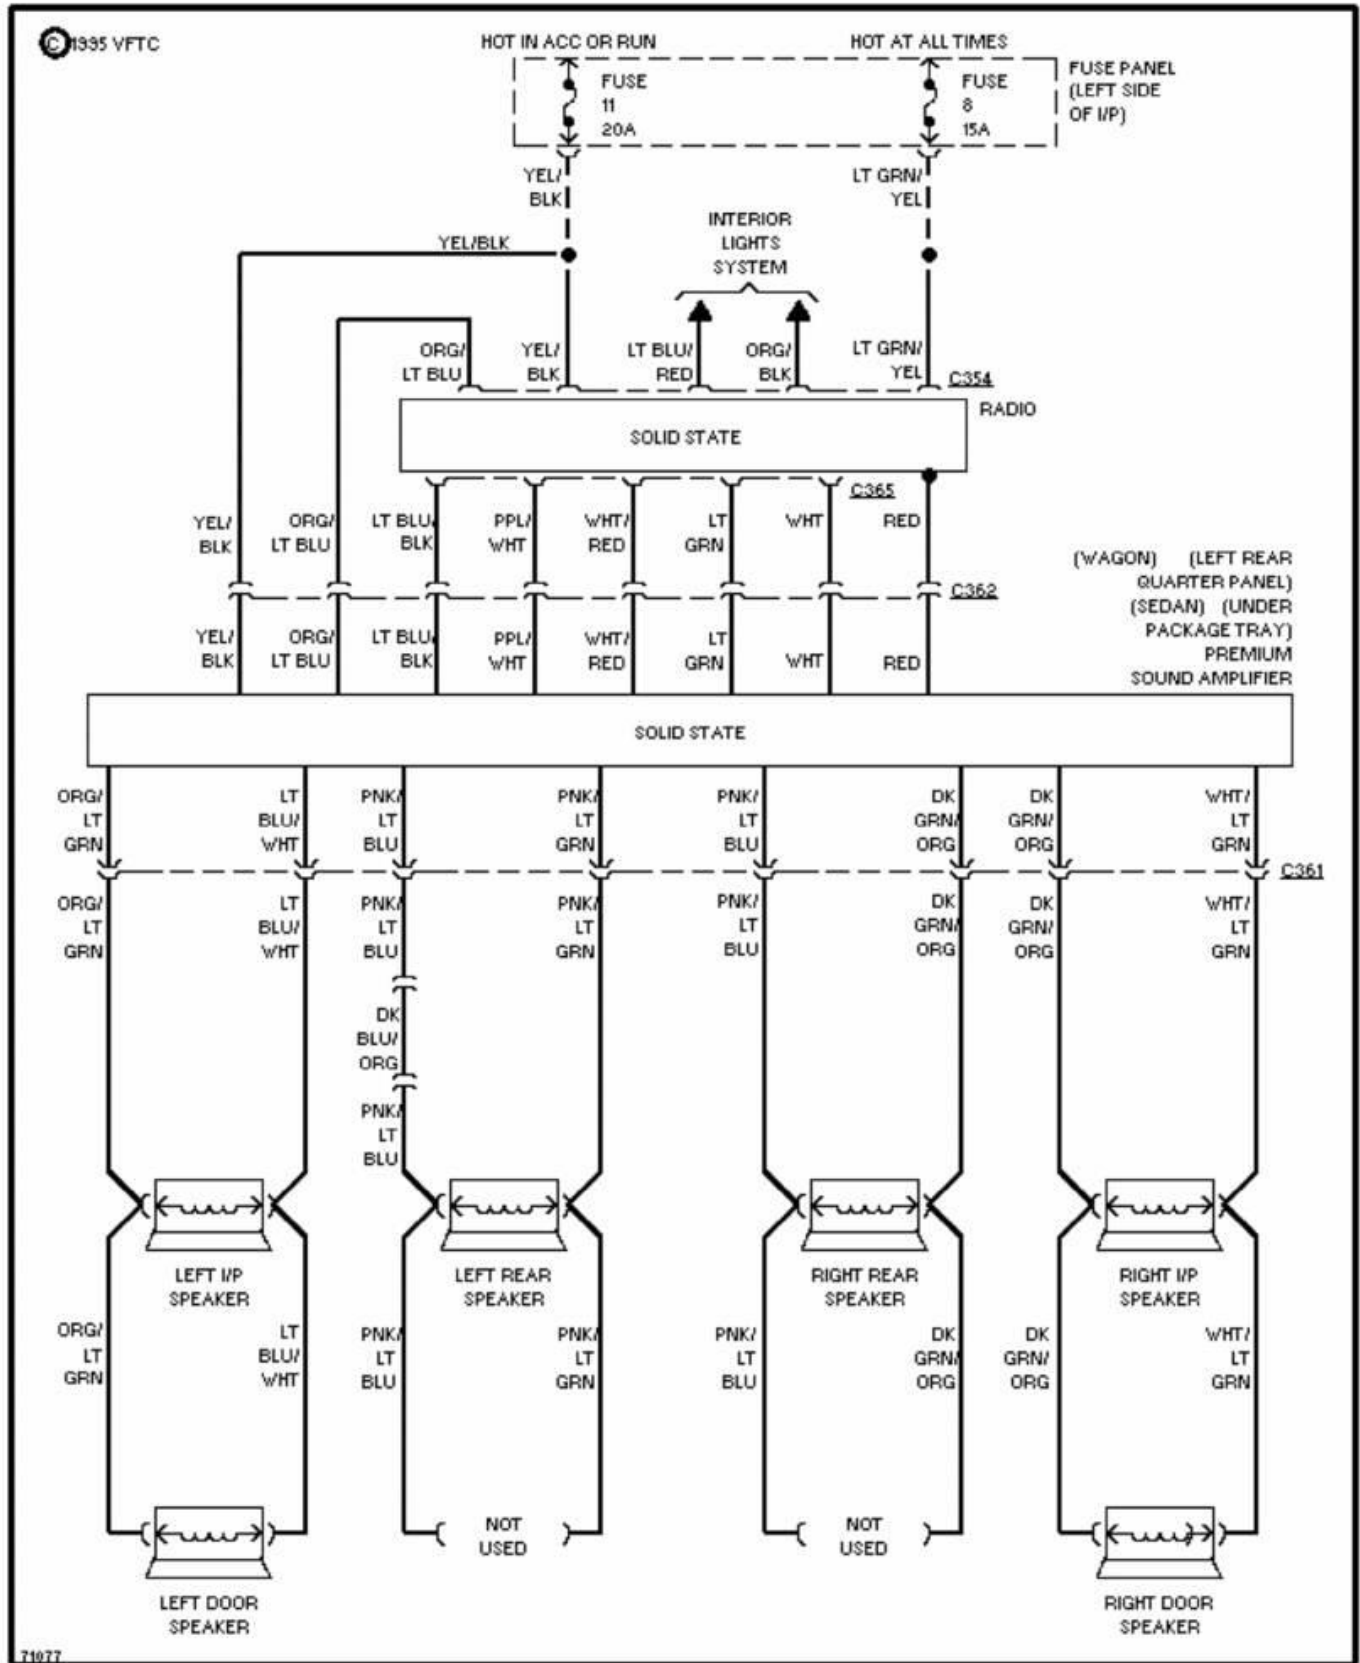 © 1995 VFTC
HOT IN ACC OR RUN
HOT AT ALL TIMES
FUSE
11
20A
FUSE
8
15A
FUSE PANEL
(LEFT SIDE
OF I/P)
YEL/
BLK
LT GRN/
YEL
INTERIOR
LIGHTS
SYSTEM
YEL/BLK
ORG/
LT BLU
YEL/
BLK
LT BLU/
RED
ORG/
BLK
LT GRN/
YEL
C354
RADIO
SOLID STATE
C365
YEL/
BLK
ORG/
LT BLU
LT BLU/
BLK
PPL/
WHT
WHT/
RED
LT
GRN
WHT
RED
C362
(WAGON) (LEFT REAR
QUARTER PANEL)
(SEDAN) (UNDER
PACKAGE TRAY)
PREMIUM
SOUND AMPLIFIER
YEL/
BLK
ORG/
LT BLU
LT BLU/
BLK
PPL/
WHT
WHT/
RED
LT
GRN
WHT
RED
SOLID STATE
ORG/
LT
GRN
LT
BLU/
WHT
PNK/
LT
BLU
PNK/
LT
GRN
PNK/
LT
BLU
DK
GRN/
ORG
DK
GRN/
ORG
WHT/
LT
GRN
C361
ORG/
LT
GRN
LT
BLU/
WHT
PNK/
LT
BLU
PNK/
LT
GRN
PNK/
LT
BLU
DK
GRN/
ORG
DK
GRN/
ORG
WHT/
LT
GRN
DK
BLU/
ORG
PNK/
LT
BLU
LEFT I/P
SPEAKER
LEFT REAR
SPEAKER
RIGHT REAR
SPEAKER
RIGHT I/P
SPEAKER
ORG/
LT
GRN
LT
BLU/
WHT
PNK/
LT
BLU
PNK/
LT
GRN
PNK/
LT
BLU
DK
GRN/
ORG
DK
GRN/
ORG
WHT/
LT
GRN
NOT
USED
NOT
USED
LEFT DOOR
SPEAKER
RIGHT DOOR
SPEAKER
71077